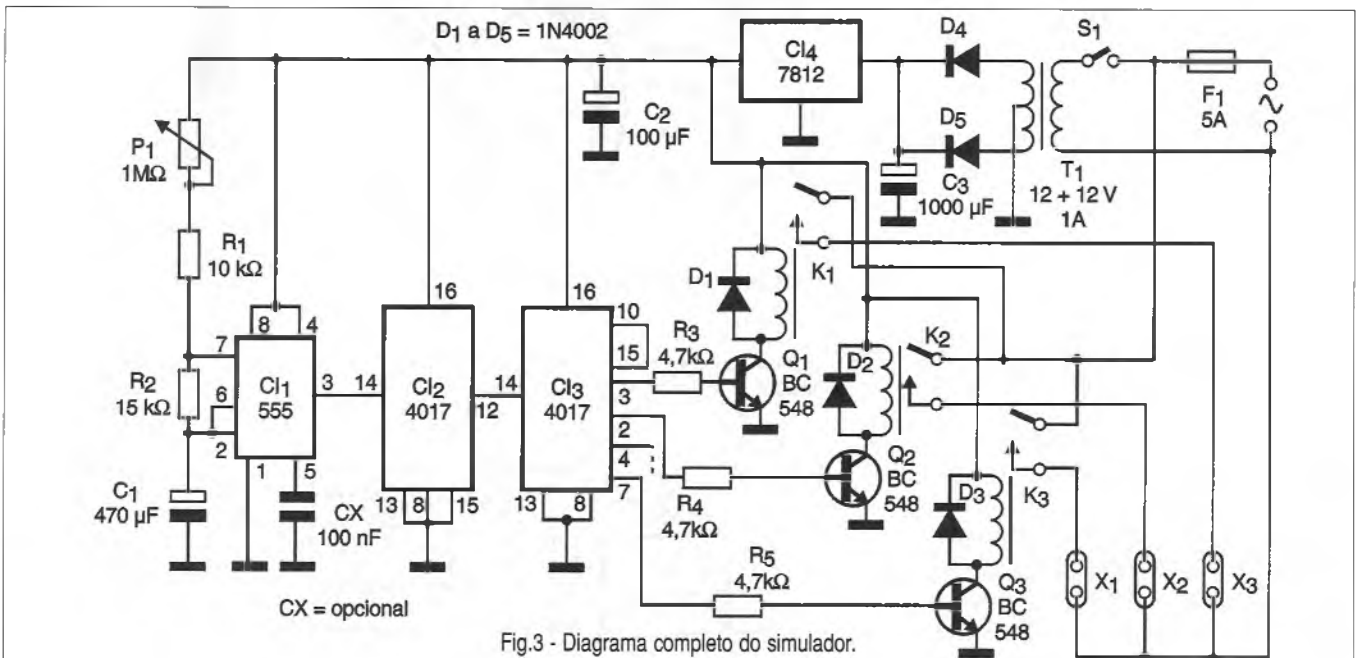 D1 a D5 = 1N4002
CI4
7812
D4
S1
F1
5A
C2
100 µF
D5
C3
1000 µF
T1
12 + 12 V
1A
P1
1MΩ
R1
10 kΩ
8
4
7
R2
15 kΩ
6
2
CI1
555
3
1
5
C1
470 µF
CX
100 nF
CX = opcional
16
14
CI2
4017
12
13
8
15
16
14
CI3
4017
10
15
3
2
4
7
13
8
R3
4,7kΩ
D1
K1
Q1
BC
548
R4
4,7kΩ
D2
K2
Q2
BC
548
R5
4,7kΩ
D3
K3
Q3
BC
548
X1
X2
X3
Fig.3 - Diagrama completo do simulador.